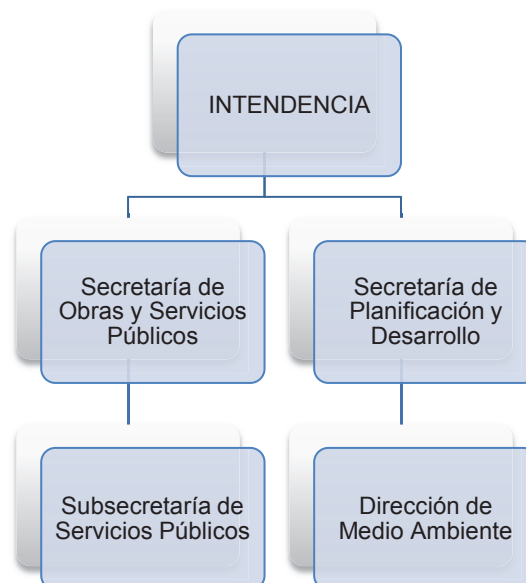 INTENDENCIA
Secretaría de
Obras y Servicios
Públicos
Secretaría de
Planificación y
Desarrollo
Subsecretaría de
Servicios Públicos
Dirección de
Medio Ambiente